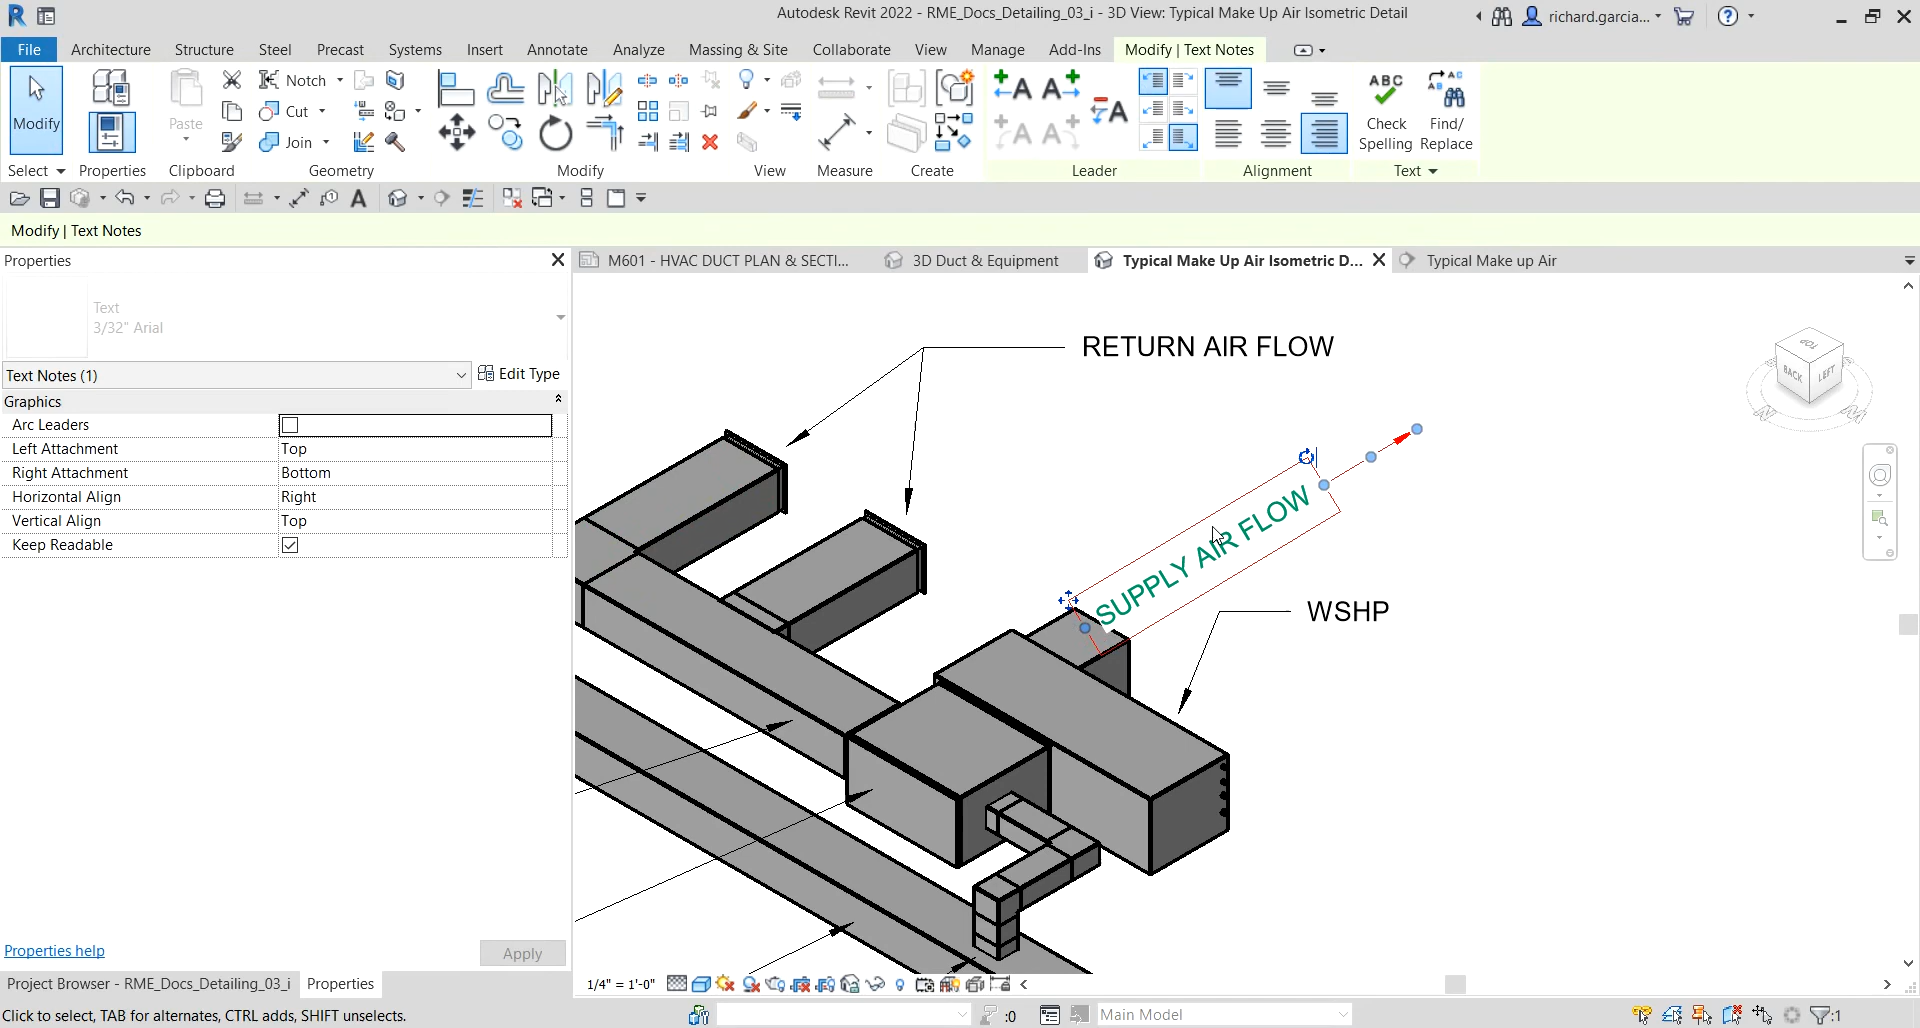 Autodesk Revit 2022 - RME_Docs_Detailing_03_i - 3D View: Typical Make Up Air Isometric Detail
richard.garcia...
File Architecture Structure Steel Precast Systems Insert Annotate Analyze Massing & Site Collaborate View Manage Add-Ins Modify | Text Notes
Modify
Paste
Notch
Cut
Join
ABC
Check
Spelling
Find/
Replace
Select Properties Clipboard Geometry Modify View Measure Create Leader Alignment Text
Modify | Text Notes
Properties
M601 - HVAC DUCT PLAN & SECTI...
3D Duct & Equipment
Typical Make Up Air Isometric D...
Typical Make up Air
Text
3/32" Arial
Text Notes (1)
Edit Type
Graphics
Arc Leaders
Left Attachment Top
Right Attachment Bottom
Horizontal Align Right
Vertical Align Top
Keep Readable
RETURN AIR FLOW
SUPPLY AIR FLOW
WSHP
TOP
BACK
LEFT
Properties help
Apply
Project Browser - RME_Docs_Detailing_03_i
Properties
1/4" = 1'-0"
Click to select, TAB for alternates, CTRL adds, SHIFT unselects.
:0
Main Model
:1